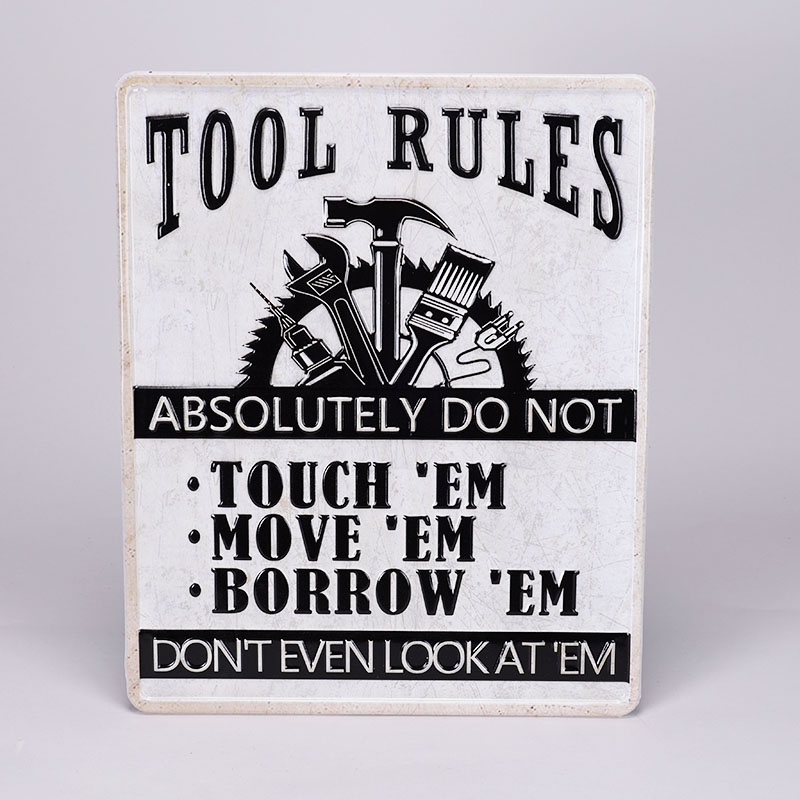 TOOL RULES
ABSOLUTELY DO NOT
·TOUCH 'EM
·MOVE 'EM
·BORROW 'EM
DON'T EVEN LOOK AT 'EM